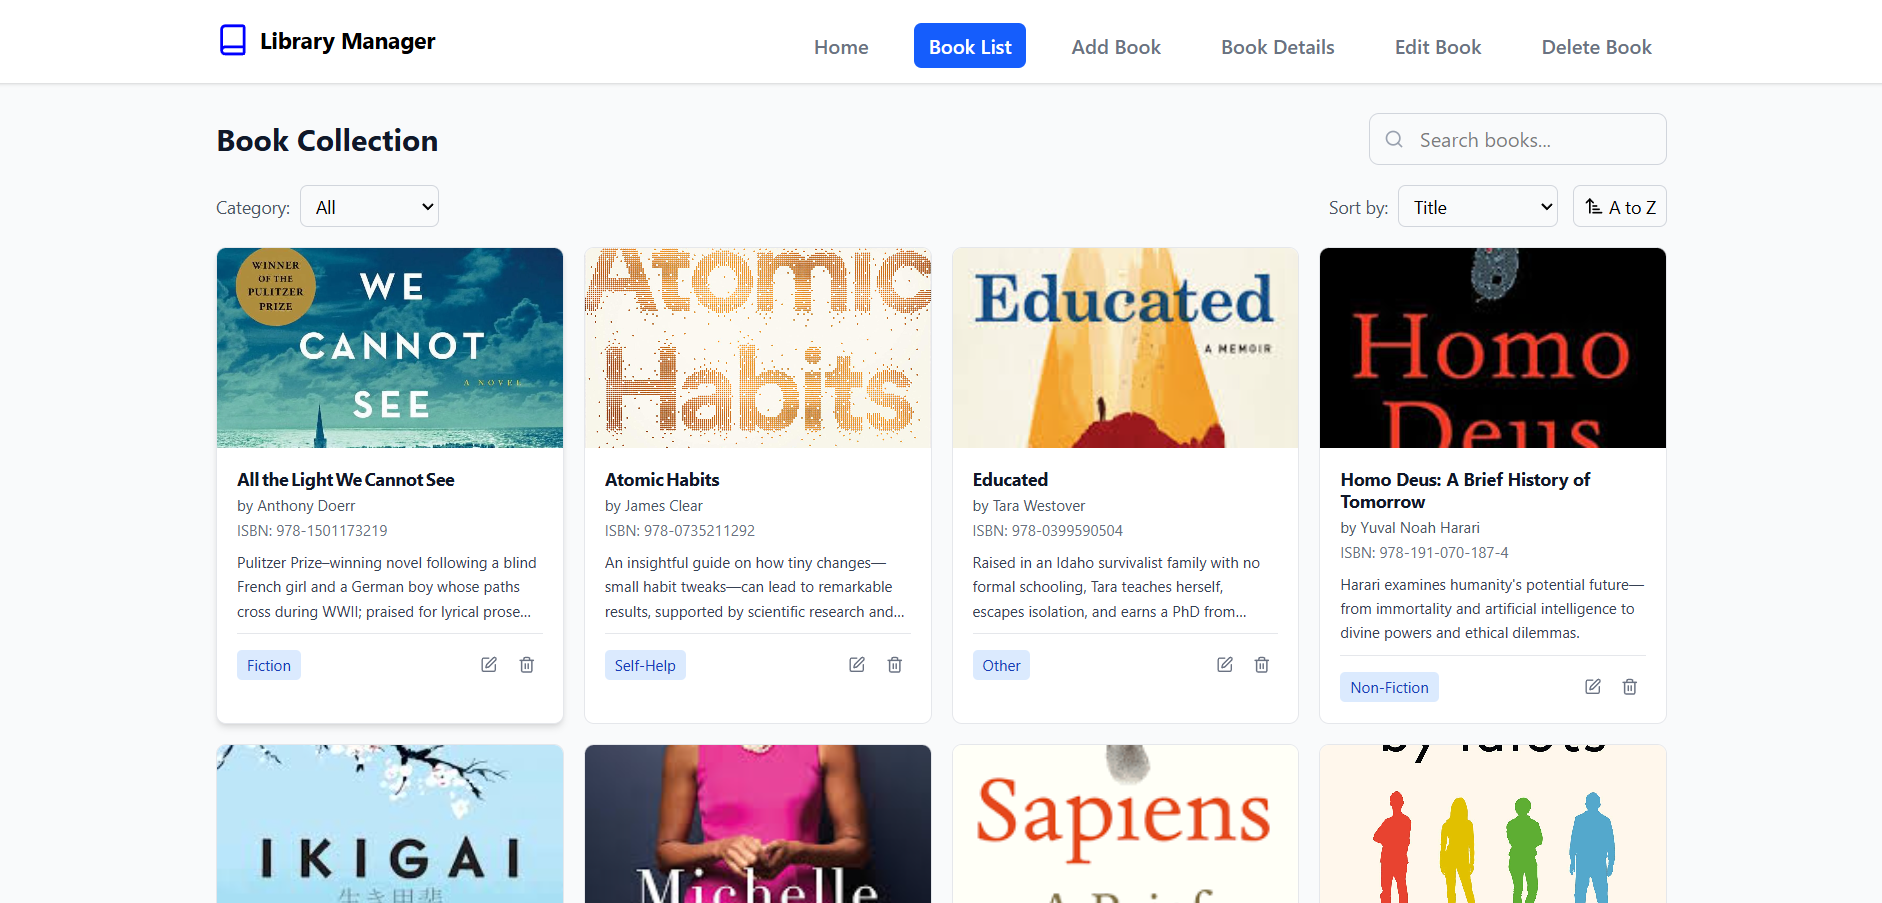 Library Manager
Home
Book List
Add Book
Book Details
Edit Book
Delete Book
Book Collection
Search books...
Category:
All
Sort by:
Title
A to Z
WINNER
OF THE
PULITZER
PRIZE
WE
CANNOT
A NOVEL
SEE
All the Light We Cannot See
by Anthony Doerr
ISBN: 978-1501173219
Pulitzer Prize–winning novel following a blind
French girl and a German boy whose paths
cross during WWII; praised for lyrical prose...
Fiction
Atomic
Habits
Atomic Habits
by James Clear
ISBN: 978-0735211292
An insightful guide on how tiny changes—
small habit tweaks—can lead to remarkable
results, supported by scientific research and...
Self-Help
Educated
A MEMOIR
Educated
by Tara Westover
ISBN: 978-0399590504
Raised in an Idaho survivalist family with no
formal schooling, Tara teaches herself,
escapes isolation, and earns a PhD from...
Other
Homo
Deus
Homo Deus: A Brief History of
Tomorrow
by Yuval Noah Harari
ISBN: 978-191-070-187-4
Harari examines humanity's potential future—
from immortality and artificial intelligence to
divine powers and ethical dilemmas.
Non-Fiction
IKIGAI
生き甲斐
Michelle
Sapiens
A Brief
by Idiots